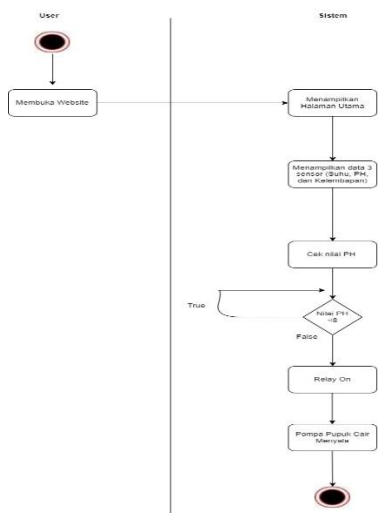 User
Sistem
Membuka Website
Menampilkan
Halaman Utama
Menampilkan data 3
sensor (Suhu, PH,
dan Kelembapan)
Cek nilai PH
True
Nilai PH
False
Relay On
Pompa Pupuk Cair
Menyala